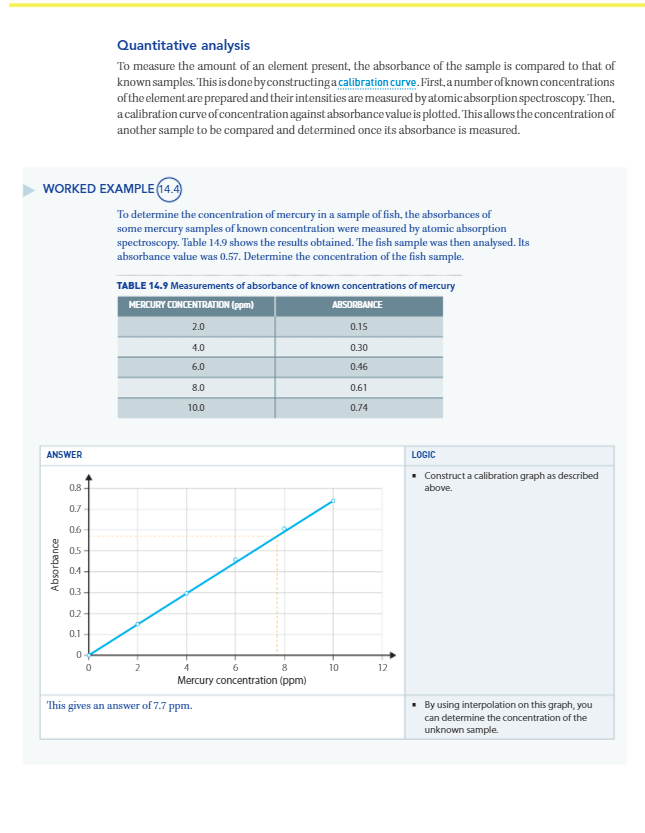 Quantitative analysis
To measure the amount of an element present, the absorbance of the sample is compared to that of
known samples. This is done by constructing a calibration curve. First, a number of known concentrations
of the element are prepared and their intensities are measured by atomic absorption spectroscopy. Then,
a calibration curve of concentration against absorbance value is plotted. This allows the concentration of
another sample to be compared and determined once its absorbance is measured.
WORKED EXAMPLE 14.4
To determine the concentration of mercury in a sample of fish, the absorbances of
some mercury samples of known concentration were measured by atomic absorption
spectroscopy. Table 14.9 shows the results obtained. The fish sample was then analysed. Its
absorbance value was 0.57. Determine the concentration of the fish sample.
TABLE 14.9 Measurements of absorbance of known concentrations of mercury
MERCURY CONCENTRATION (ppm) ABSORBANCE
2.0 0.15
4.0 0.30
6.0 0.46
8.0 0.61
10.0 0.74
ANSWER
LOGIC
0.8
0.7
0.6
0.5
0.4
0.3
0.2
0.1
0
Absorbance
0 2 4 6 8 10 12
Mercury concentration (ppm)
▪ Construct a calibration graph as described
above.
This gives an answer of 7.7 ppm.
▪ By using interpolation on this graph, you
can determine the concentration of the
unknown sample.